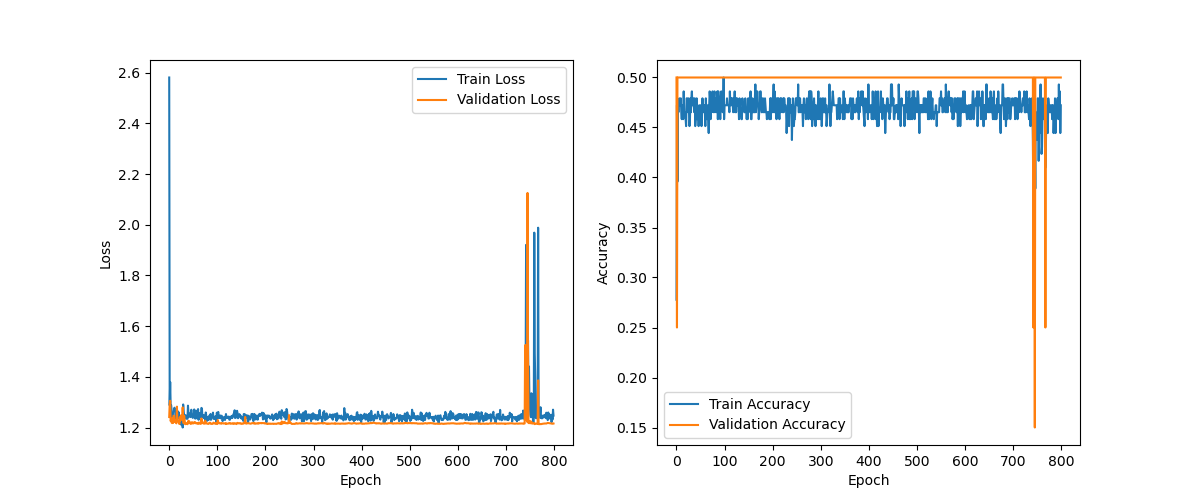 2.6
2.4
2.2
2.0
1.8
1.6
1.4
1.2
Loss
0 100 200 300 400 500 600 700 800
Epoch
Train Loss
Validation Loss
0.50
0.45
0.40
0.35
0.30
0.25
0.20
0.15
Accuracy
0 100 200 300 400 500 600 700 800
Epoch
Train Accuracy
Validation Accuracy